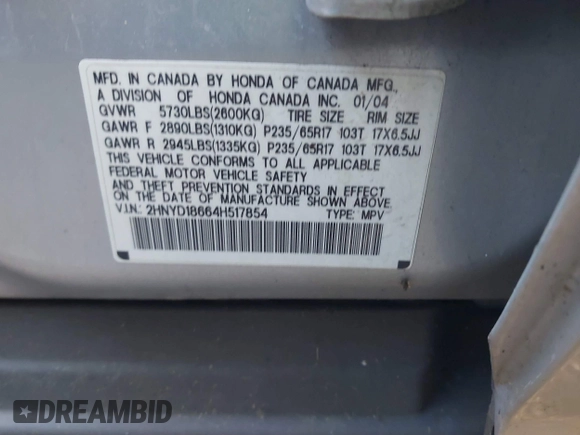 MFD. IN CANADA BY HONDA OF CANADA MFG.,
A DIVISION OF HONDA CANADA INC. 01/04
GVWR 5730LBS(2600KG) TIRE SIZE RIM SIZE
GAWR F 2890LBS(1310KG) P235/65R17 103T 17X6.5JJ
GAWR R 2945LBS(1335KG) P235/65R17 103T 17X6.5JJ
THIS VEHICLE CONFORMS TO ALL APPLICABLE
FEDERAL MOTOR VEHICLE SAFETY
AND THEFT PREVENTION STANDARDS IN EFFECT
ON THE DATE OF MANUFACTURE SHOWN ABOVE.
V.I.N.: 2HNYD18664H517854 TYPE: MPV
DREAMBID